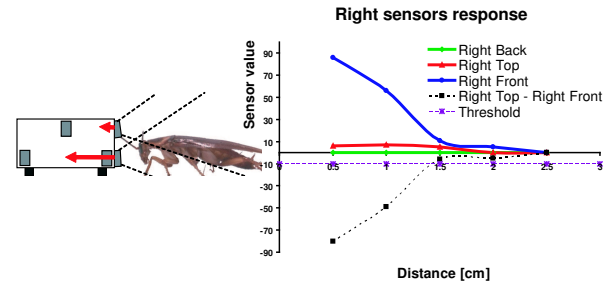 Right sensors response
Sensor value
90
70
50
30
10
-10
-30
-50
-70
-90
0
0.5
1
1.5
2
2.5
3
Right Back
Right Top
Right Front
Right Top - Right Front
Threshold
Distance [cm]